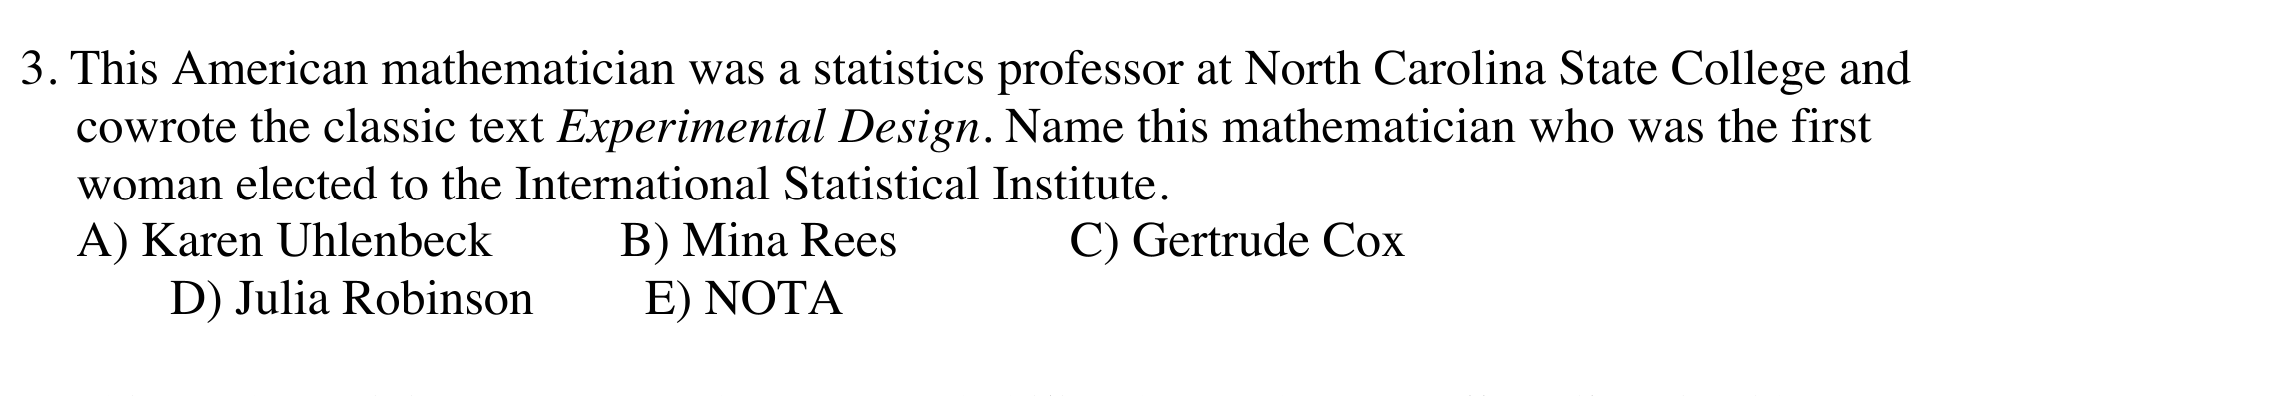 3. This American mathematician was a statistics professor at North Carolina State College and
cowrote the classic text Experimental Design. Name this mathematician who was the first
woman elected to the International Statistical Institute.
A) Karen Uhlenbeck B) Mina Rees C) Gertrude Cox
D) Julia Robinson E) NOTA